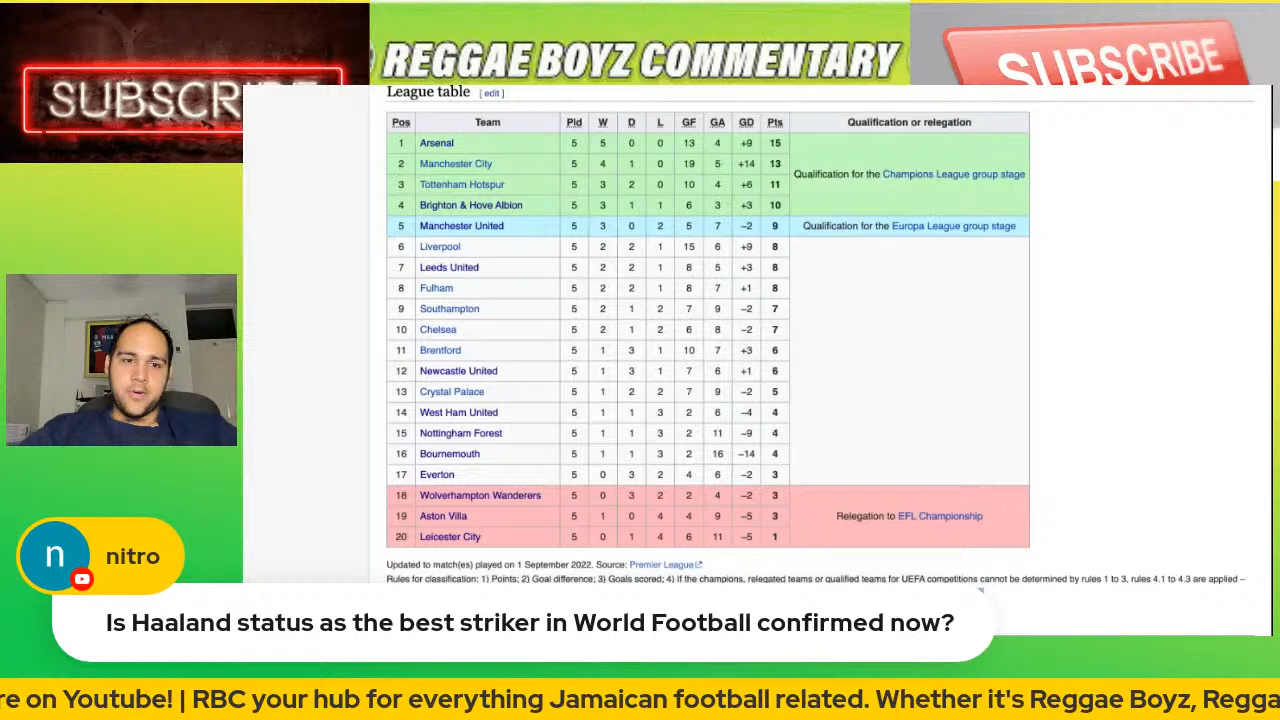 SUBSCR
REGGAE BOYZ COMMENTARY
SUBSCRIBE
League table [ edit ]
Pos Team Pld W D L GF GA GD Pts Qualification or relegation
1 Arsenal 5 5 0 0 13 4 +9 15
2 Manchester City 5 4 1 0 19 5 +14 13
Qualification for the Champions League group stage
3 Tottenham Hotspur 5 3 2 0 10 4 +6 11
4 Brighton & Hove Albion 5 3 1 1 6 3 +3 10
5 Manchester United 5 3 0 2 5 7 −2 9 Qualification for the Europa League group stage
6 Liverpool 5 2 2 1 15 6 +9 8
7 Leeds United 5 2 2 1 8 5 +3 8
8 Fulham 5 2 2 1 8 7 +1 8
9 Southampton 5 2 1 2 7 9 −2 7
10 Chelsea 5 2 1 2 6 8 −2 7
11 Brentford 5 1 3 1 10 7 +3 6
12 Newcastle United 5 1 3 1 7 6 +1 6
13 Crystal Palace 5 1 2 2 7 9 −2 5
14 West Ham United 5 1 1 3 2 6 −4 4
15 Nottingham Forest 5 1 1 3 2 11 −9 4
16 Bournemouth 5 1 1 3 2 16 −14 4
17 Everton 5 0 3 2 4 6 −2 3
18 Wolverhampton Wanderers 5 0 3 2 2 4 −2 3
19 Aston Villa 5 1 0 4 4 9 −5 3 Relegation to EFL Championship
20 Leicester City 5 0 1 4 6 11 −5 1
Updated to match(es) played on 1 September 2022. Source: Premier League
Rules for classification: 1) Points; 2) Goal difference; 3) Goals scored; 4) If the champions, relegated teams or qualified teams for UEFA competitions cannot be determined by rules 1 to 3, rules 4.1 to 4.3 are applied –
n nitro
Is Haaland status as the best striker in World Football confirmed now?
re on Youtube! | RBC your hub for everything Jamaican football related. Whether it's Reggae Boyz, Regga